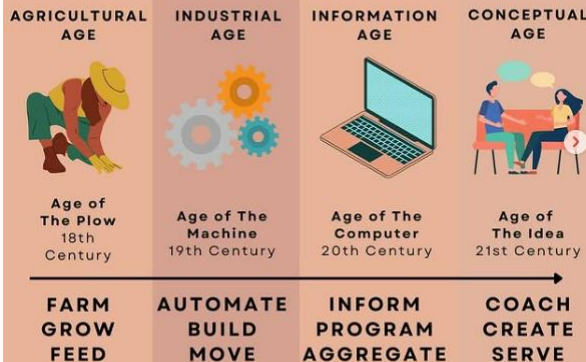 AGRICULTURAL
AGE
INDUSTRIAL
AGE
INFORMATION
AGE
CONCEPTUAL
AGE
Age of
The Plow
18th
Century
Age of The
Machine
19th Century
Age of The
Computer
20th Century
Age of
The Idea
21st Century
FARM
GROW
FEED
AUTOMATE
BUILD
MOVE
INFORM
PROGRAM
AGGREGATE
COACH
CREATE
SERVE